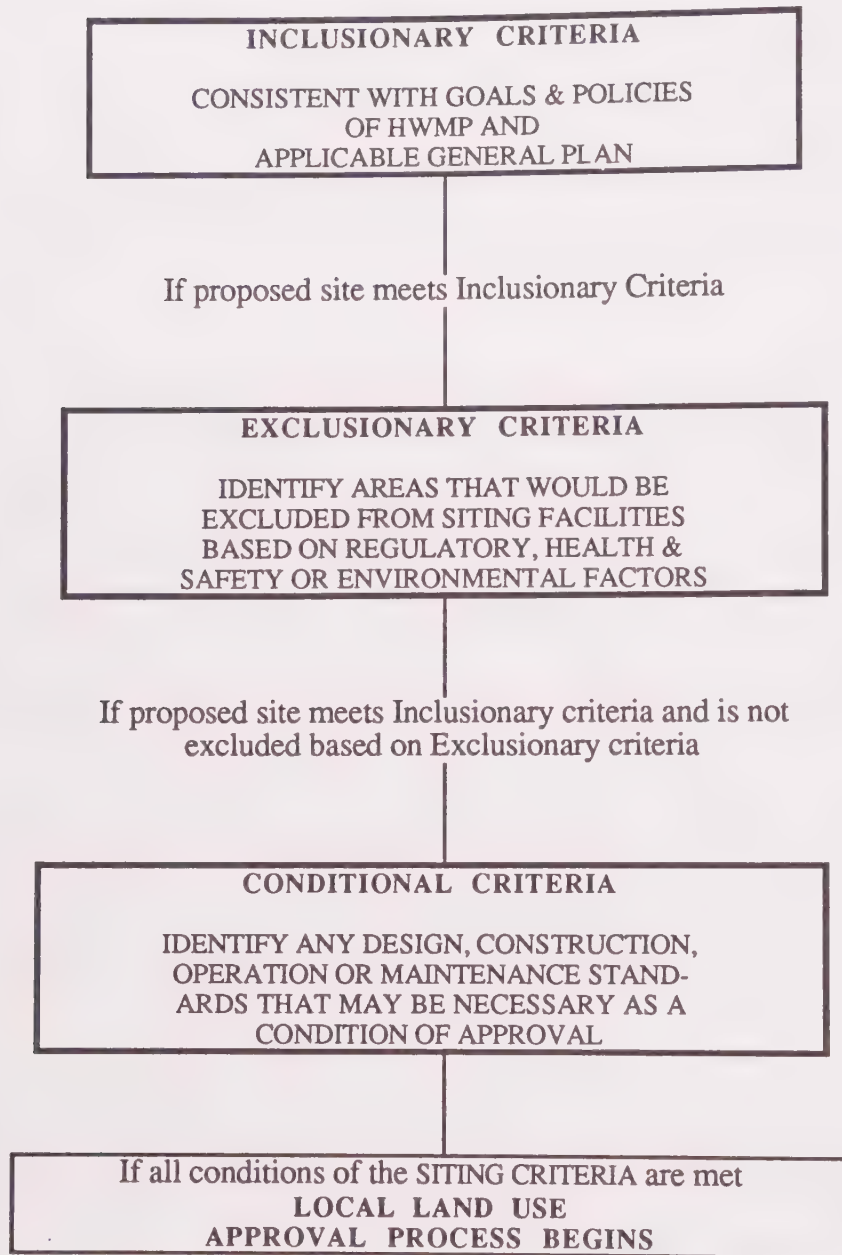 INCLUSIONARY CRITERIA
CONSISTENT WITH GOALS & POLICIES
OF HWMP AND
APPLICABLE GENERAL PLAN
If proposed site meets Inclusionary Criteria
EXCLUSIONARY CRITERIA
IDENTIFY AREAS THAT WOULD BE
EXCLUDED FROM SITING FACILITIES
BASED ON REGULATORY, HEALTH &
SAFETY OR ENVIRONMENTAL FACTORS
If proposed site meets Inclusionary criteria and is not
excluded based on Exclusionary criteria
CONDITIONAL CRITERIA
IDENTIFY ANY DESIGN, CONSTRUCTION,
OPERATION OR MAINTENANCE STAND-
ARDS THAT MAY BE NECESSARY AS A
CONDITION OF APPROVAL
If all conditions of the SITING CRITERIA are met
LOCAL LAND USE
APPROVAL PROCESS BEGINS